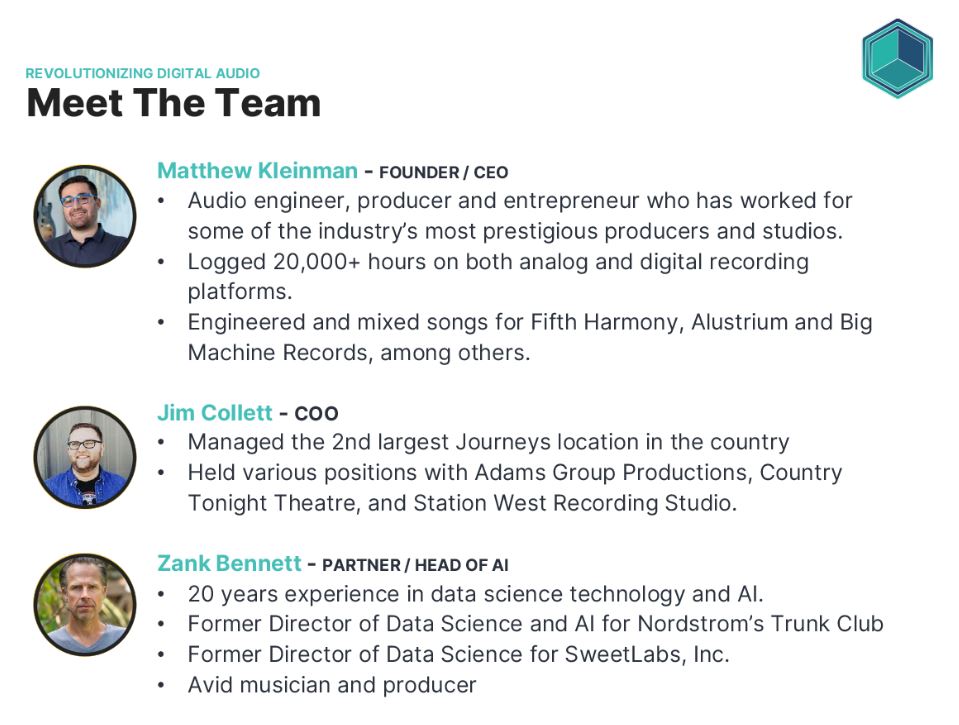 REVOLUTIONIZING DIGITAL AUDIO
Meet The Team
Matthew Kleinman - FOUNDER / CEO
• Audio engineer, producer and entrepreneur who has worked for
some of the industry’s most prestigious producers and studios.
• Logged 20,000+ hours on both analog and digital recording
platforms.
• Engineered and mixed songs for Fifth Harmony, Alustrium and Big
Machine Records, among others.
Jim Collett - COO
• Managed the 2nd largest Journeys location in the country
• Held various positions with Adams Group Productions, Country
Tonight Theatre, and Station West Recording Studio.
Zank Bennett - PARTNER / HEAD OF AI
• 20 years experience in data science technology and AI.
• Former Director of Data Science and AI for Nordstrom’s Trunk Club
• Former Director of Data Science for SweetLabs, Inc.
• Avid musician and producer